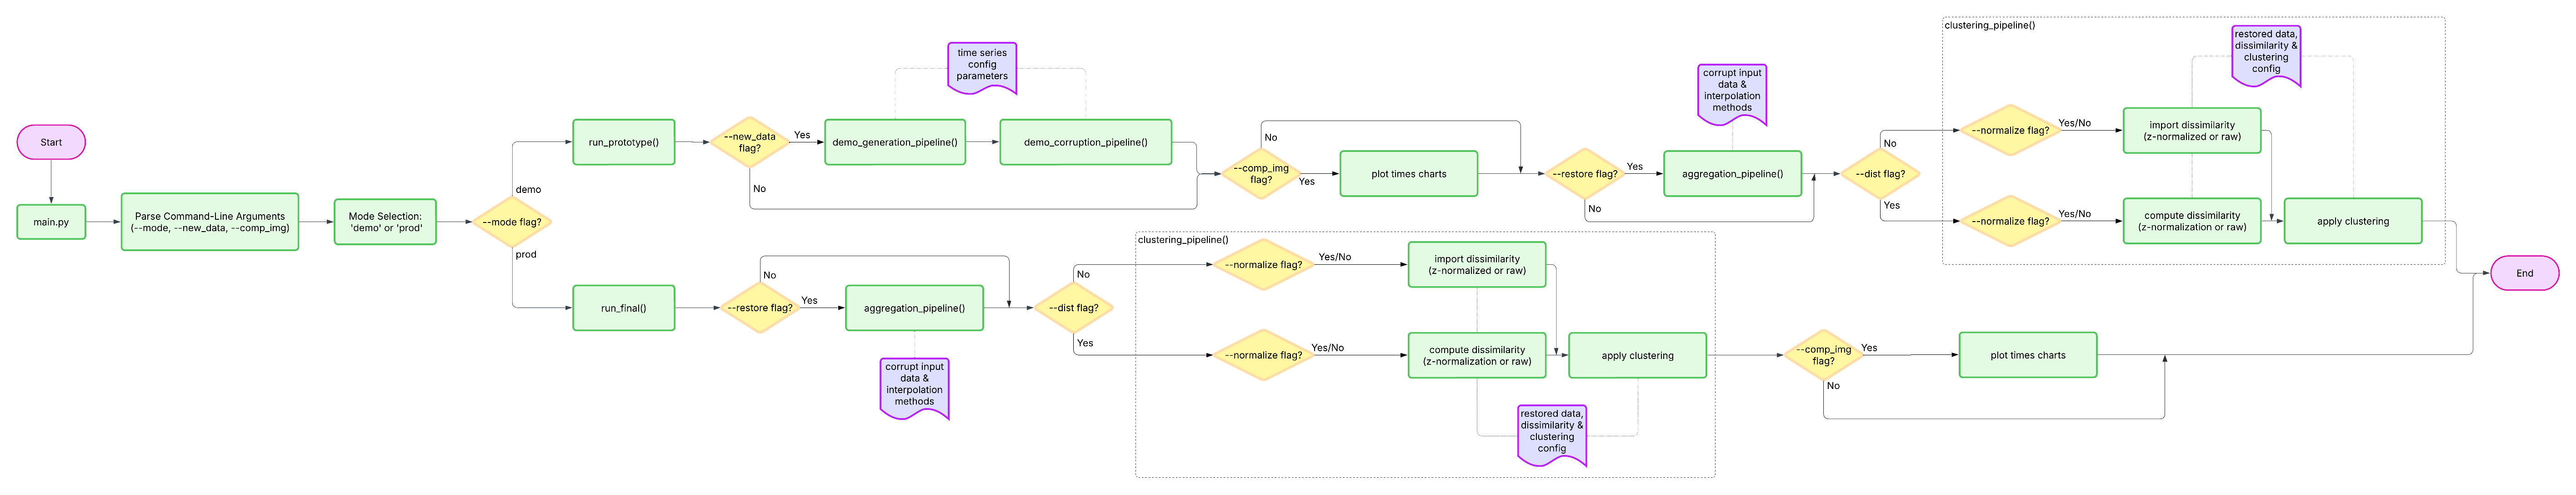 Start
main.py
Parse Command-Line Arguments
(--mode, --new_data, --comp_img)
Mode Selection:
'demo' or 'prod'
--mode flag?
demo
run_prototype()
--new_data
flag?
Yes
No
time series
config
parameters
demo_generation_pipeline()
demo_corruption_pipeline()
--comp_img
flag?
No
Yes
plot times charts
--restore flag?
Yes
No
corrupt input
data &
interpolation
methods
aggregation_pipeline()
--dist flag?
No
Yes
clustering_pipeline()
restored data,
dissimilarity &
clustering
config
--normalize flag?
Yes/No
import dissimilarity
(z-normalized or raw)
--normalize flag?
Yes/No
compute dissimilarity
(z-normalization or raw)
apply clustering
End
prod
run_final()
--restore flag?
No
Yes
aggregation_pipeline()
corrupt input
data &
interpolation
methods
--dist flag?
No
Yes
clustering_pipeline()
--normalize flag?
Yes/No
import dissimilarity
(z-normalized or raw)
--normalize flag?
Yes/No
compute dissimilarity
(z-normalization or raw)
apply clustering
restored data,
dissimilarity &
clustering
config
--comp_img
flag?
Yes
No
plot times charts